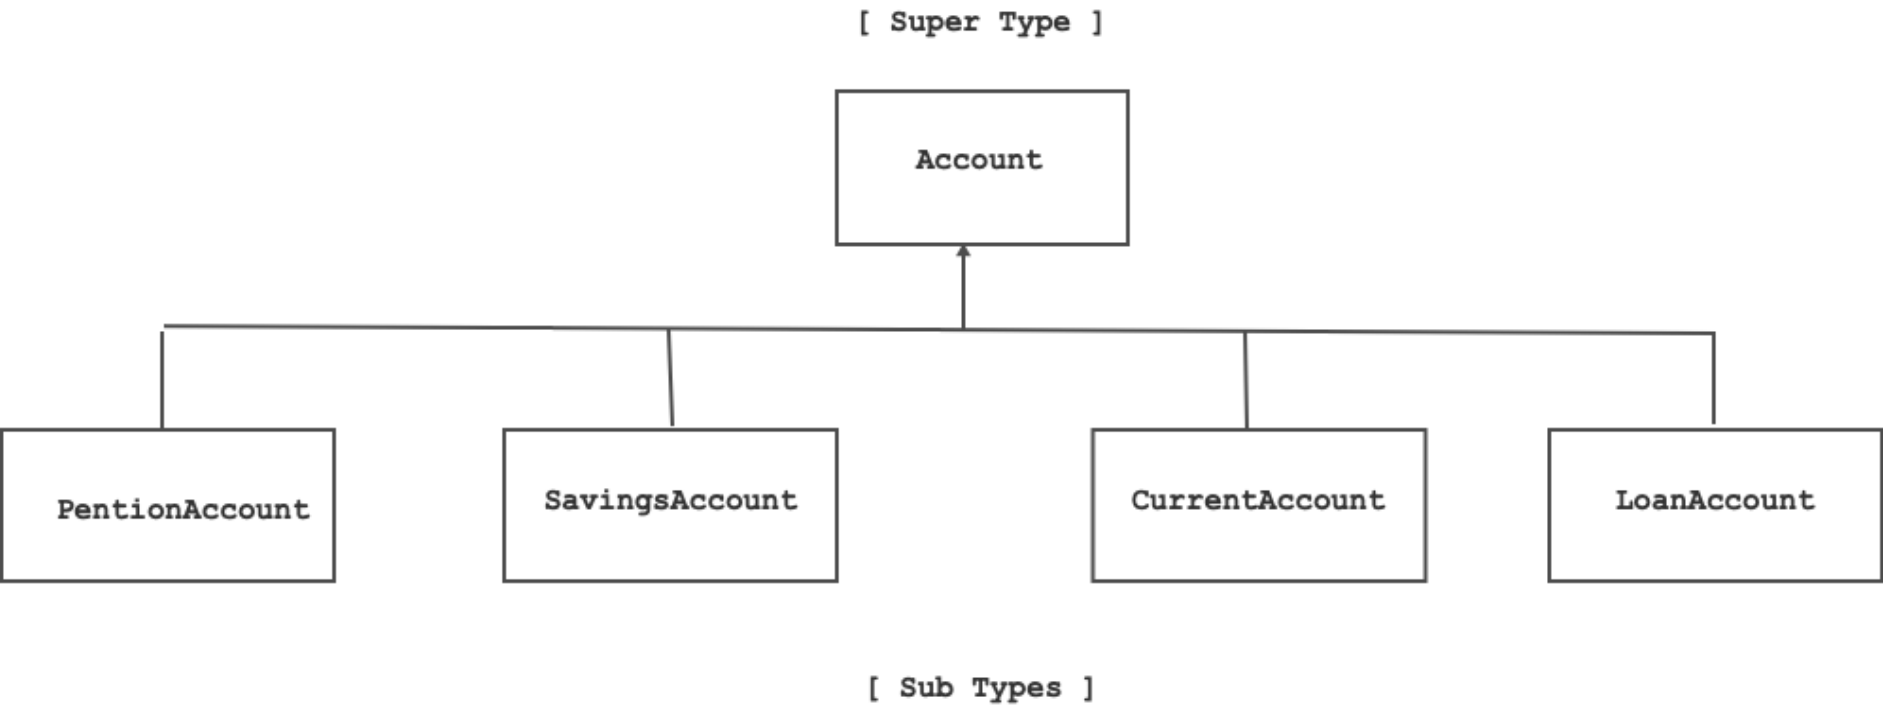 [ Super Type ]
Account
PentionAccount
SavingsAccount
CurrentAccount
LoanAccount
[ Sub Types ]